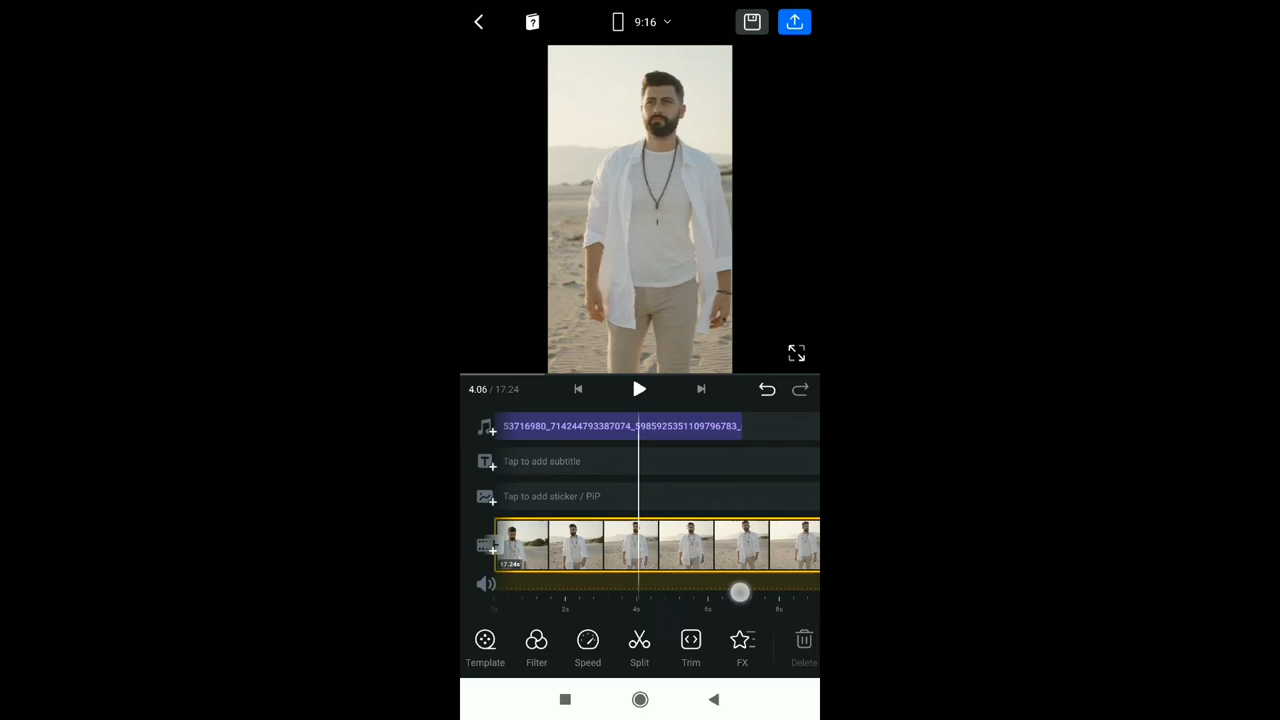 9:16
4.06 / 17.24
53716980_714244793387074_5985925351109796783_
Tap to add subtitle
Tap to add sticker / PiP
17.24s
0s 2s 4s 6s 8s
Template Filter Speed Split Trim FX Delete